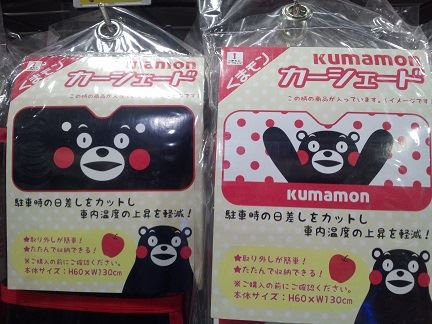 くまモン
kumamon
カーシェード
この柄の商品が入っています。(イメージです)
駐車時の日差しをカットし
車内温度の上昇を軽減!
★取り外しが簡単!
★たたんで収納できる!
※ご購入の前にご確認ください。
本体サイズ:H60×W130cm
くまモン
kumamon
カーシェード
この柄の商品が入っています。(イメージです)
KUMAMON
駐車時の日差しをカットし
車内温度の上昇を軽減!
★取り外しが簡単!
★たたんで収納できる!
※ご購入の前にご確認ください。
本体サイズ:H60×W130cm